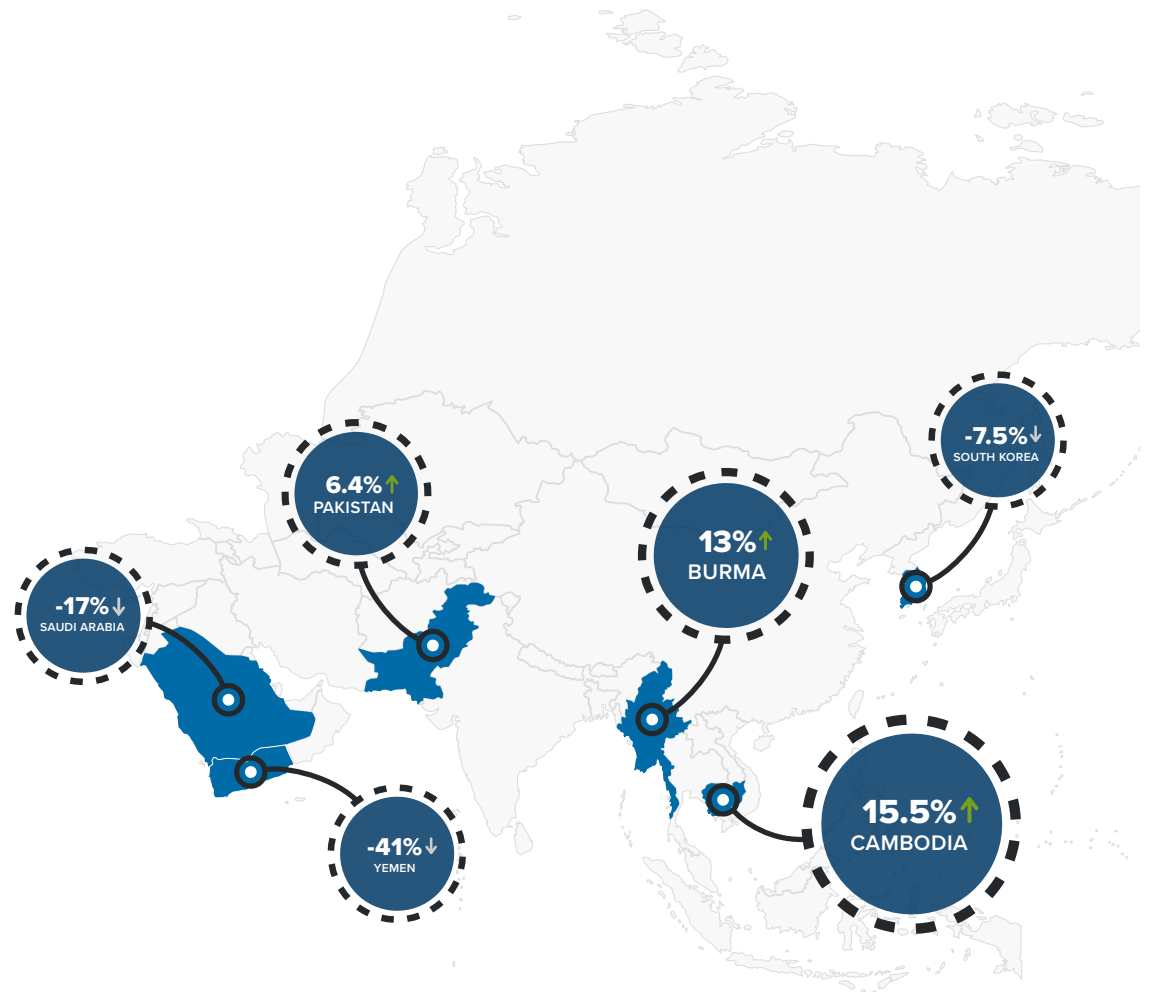 -7.5%
SOUTH KOREA
6.4%
PAKISTAN
13%
BURMA
-17%
SAUDI ARABIA
15.5%
CAMBODIA
-41%
YEMEN